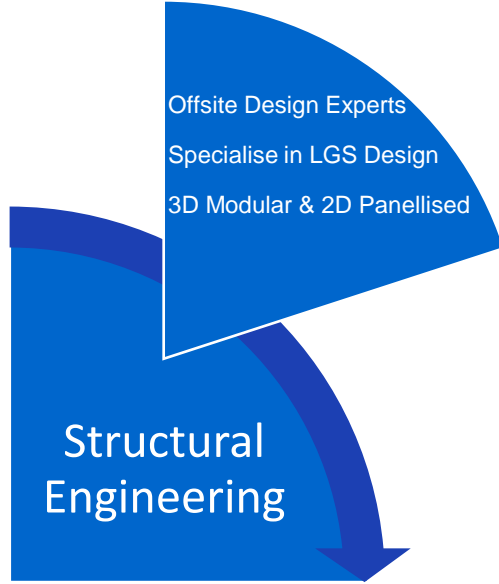 Offsite Design Experts
Specialise in LGS Design
3D Modular & 2D Panellised
Structural
Engineering